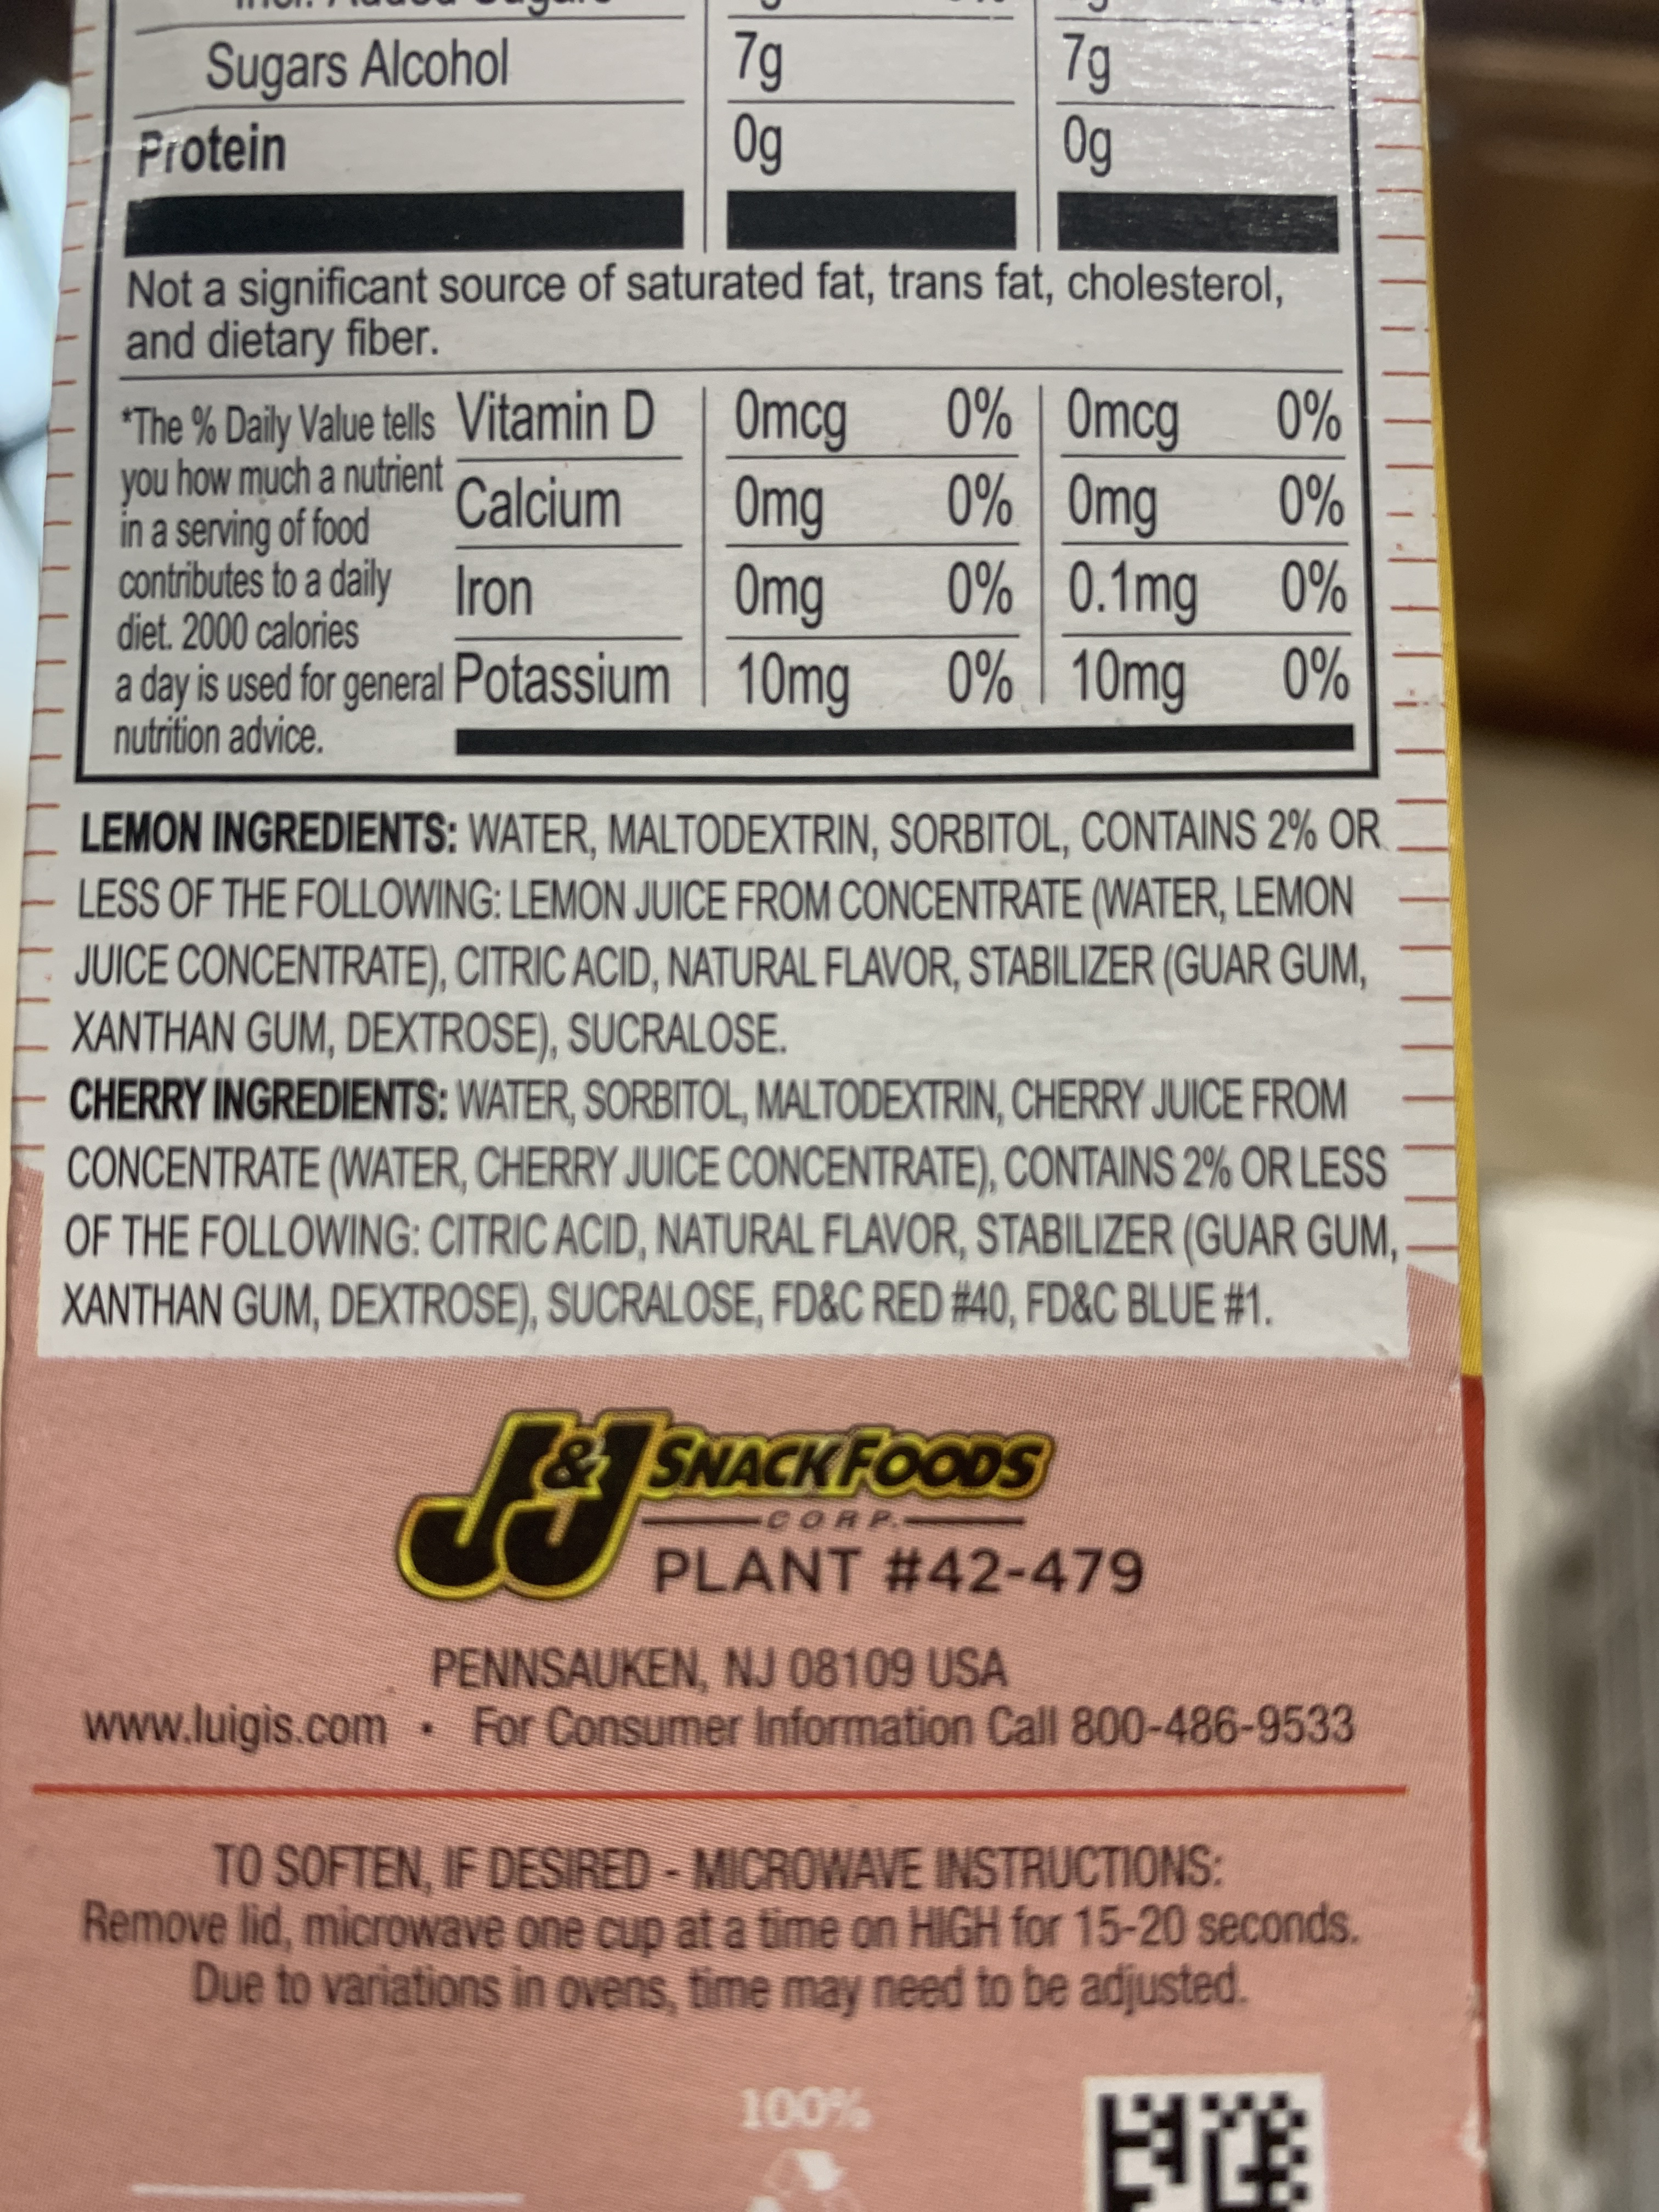 Incl. Added Sugars
Sugars Alcohol 7g 7g
Protein 0g 0g
Not a significant source of saturated fat, trans fat, cholesterol,
and dietary fiber.
*The % Daily Value tells
you how much a nutrient
in a serving of food
contributes to a daily
diet. 2000 calories
a day is used for general
nutrition advice.
Vitamin D 0mcg 0% 0mcg 0%
Calcium 0mg 0% 0mg 0%
Iron 0mg 0% 0.1mg 0%
Potassium 10mg 0% 10mg 0%
LEMON INGREDIENTS: WATER, MALTODEXTRIN, SORBITOL, CONTAINS 2% OR
LESS OF THE FOLLOWING: LEMON JUICE FROM CONCENTRATE (WATER, LEMON
JUICE CONCENTRATE), CITRIC ACID, NATURAL FLAVOR, STABILIZER (GUAR GUM,
XANTHAN GUM, DEXTROSE), SUCRALOSE.
CHERRY INGREDIENTS: WATER, SORBITOL, MALTODEXTRIN, CHERRY JUICE FROM
CONCENTRATE (WATER, CHERRY JUICE CONCENTRATE), CONTAINS 2% OR LESS
OF THE FOLLOWING: CITRIC ACID, NATURAL FLAVOR, STABILIZER (GUAR GUM,
XANTHAN GUM, DEXTROSE), SUCRALOSE, FD&C RED #40, FD&C BLUE #1.
J&J SNACK FOODS
CORP.
PLANT #42-479
PENNSAUKEN, NJ 08109 USA
www.luigis.com • For Consumer Information Call 800-486-9533
TO SOFTEN, IF DESIRED - MICROWAVE INSTRUCTIONS:
Remove lid, microwave one cup at a time on HIGH for 15-20 seconds.
Due to variations in ovens, time may need to be adjusted.
100%